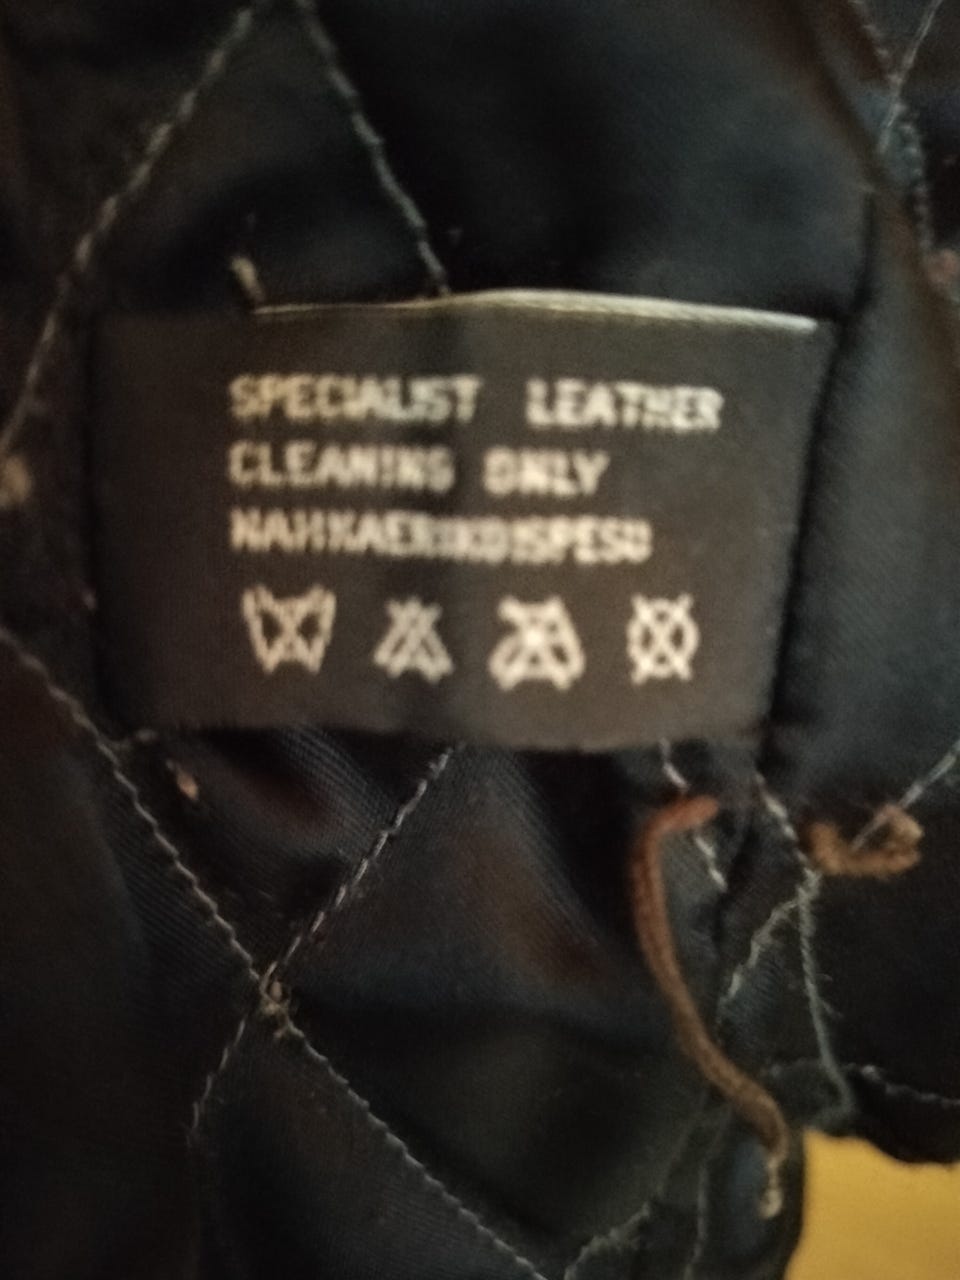 SPECIALIST LEATHER
CLEANING ONLY
NAHKAERIKOISPESU